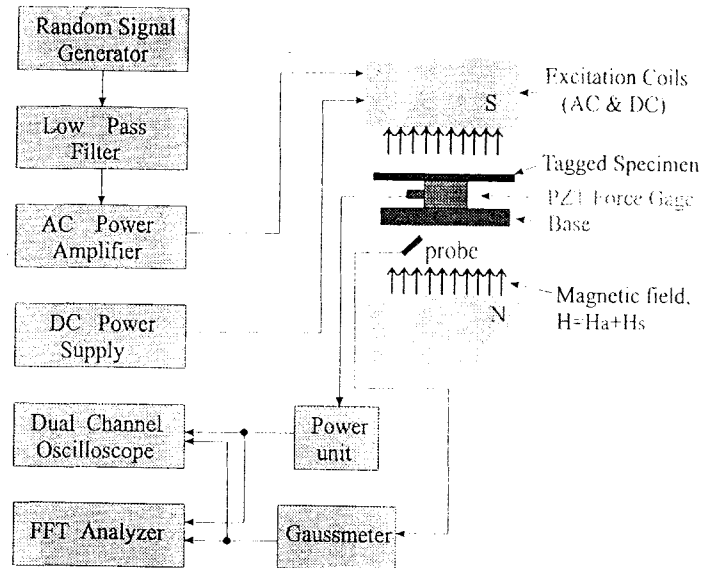 Random Signal
Generator
Low Pass
Filter
AC Power
Amplifier
DC Power
Supply
Dual Channel
Oscilloscope
FFT Analyzer
Power
unit
Gaussmeter
S
Excitation Coils
(AC & DC)
Tagged Specimen
PZT Force Gage
Base
probe
Magnetic field,
H=Ha+Hs
N